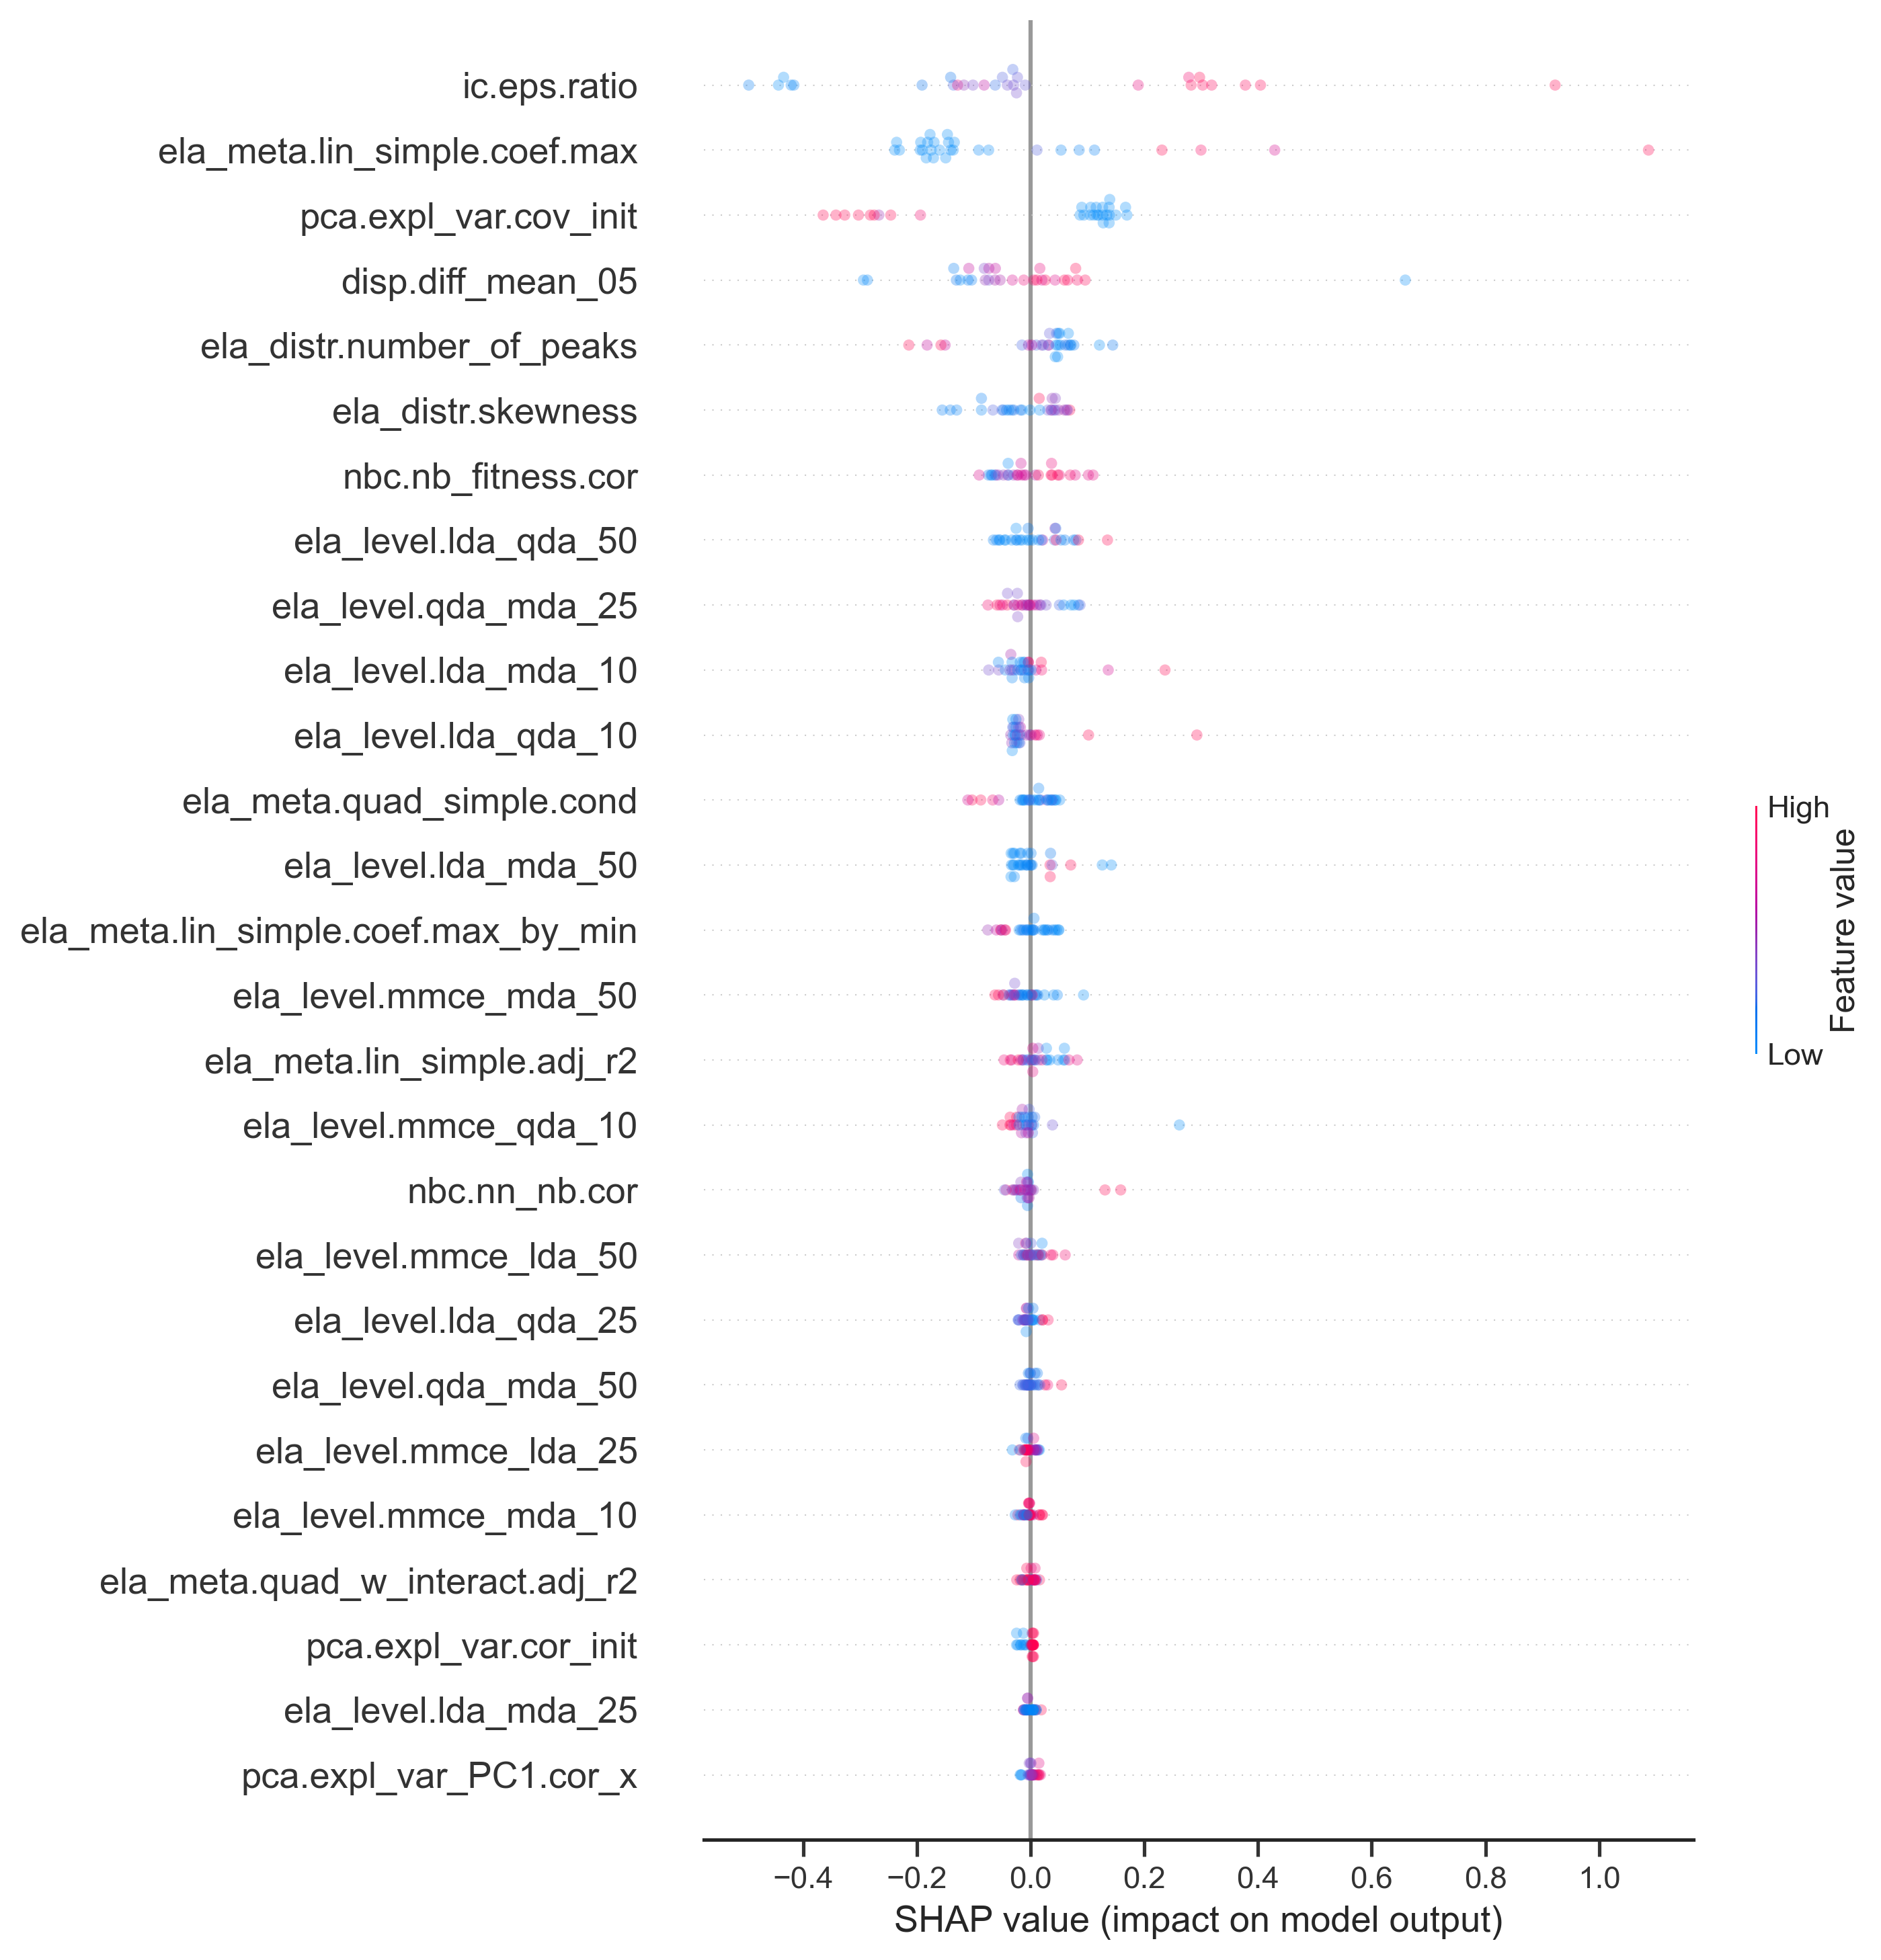 ic.eps.ratio
ela_meta.lin_simple.coef.max
pca.expl_var.cov_init
disp.diff_mean_05
ela_distr.number_of_peaks
ela_distr.skewness
nbc.nb_fitness.cor
ela_level.lda_qda_50
ela_level.qda_mda_25
ela_level.lda_mda_10
ela_level.lda_qda_10
ela_meta.quad_simple.cond
ela_level.lda_mda_50
ela_meta.lin_simple.coef.max_by_min
ela_level.mmce_mda_50
ela_meta.lin_simple.adj_r2
ela_level.mmce_qda_10
nbc.nn_nb.cor
ela_level.mmce_lda_50
ela_level.lda_qda_25
ela_level.qda_mda_50
ela_level.mmce_lda_25
ela_level.mmce_mda_10
ela_meta.quad_w_interact.adj_r2
pca.expl_var.cor_init
ela_level.lda_mda_25
pca.expl_var_PC1.cor_x
−0.4 −0.2 0.0 0.2 0.4 0.6 0.8 1.0
SHAP value (impact on model output)
High
Feature value
Low